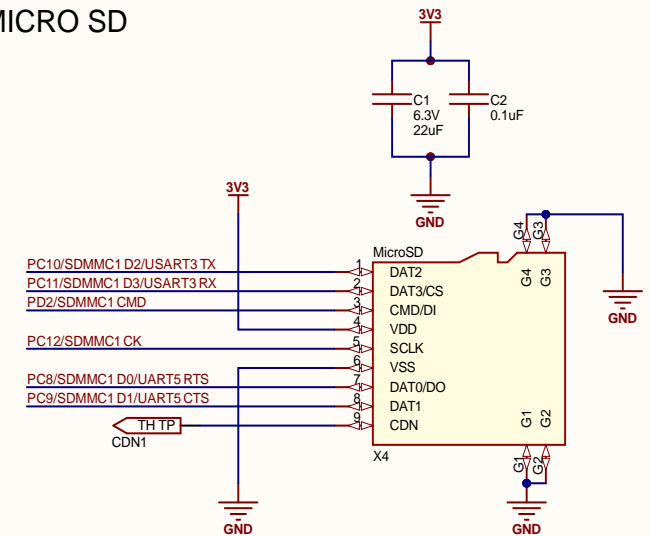 MICRO SD
3V3
C1
6.3V
22uF
C2
0.1uF
GND
3V3
MicroSD
G4
G3
G4
G3
GND
PC10/SDMMC1 D2/USART3 TX
1
DAT2
PC11/SDMMC1 D3/USART3 RX
2
DAT3/CS
PD2/SDMMC1 CMD
3
CMD/DI
4
VDD
PC12/SDMMC1 CK
5
SCLK
6
VSS
PC8/SDMMC1 D0/UART5 RTS
7
DAT0/DO
PC9/SDMMC1 D1/UART5 CTS
8
DAT1
TH TP
9
CDN
CDN1
G1
G2
X4
G1
G2
GND
GND